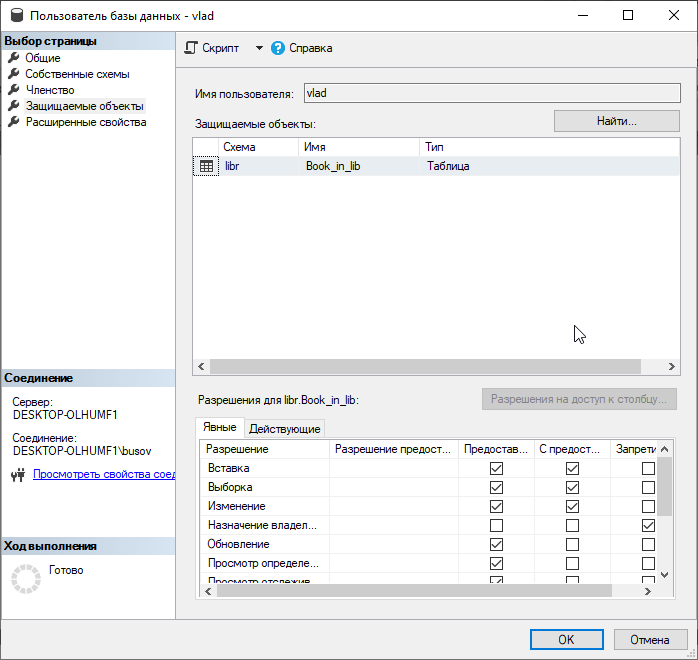 Пользователь базы данных - vlad
Выбор страницы
Общие
Собственные схемы
Членство
Защищаемые объекты
Расширенные свойства
Скрипт
Справка
Имя пользователя: vlad
Защищаемые объекты:
Найти...
Схема Имя Тип
libr Book_in_lib Таблица
Соединение
Сервер:
DESKTOP-OLHUMF1
Соединение:
DESKTOP-OLHUMF1\busov
Просмотреть свойства соед
Ход выполнения
Готово
Разрешения для libr.Book_in_lib:
Разрешения на доступ к столбцу...
Явные Действующие
Разрешение Разрешение предост... Предостав... С предост... Запрети
Вставка
Выборка
Изменение
Назначение владел...
Обновление
Просмотр определе...
Просмотр отслежив
OK
Отмена